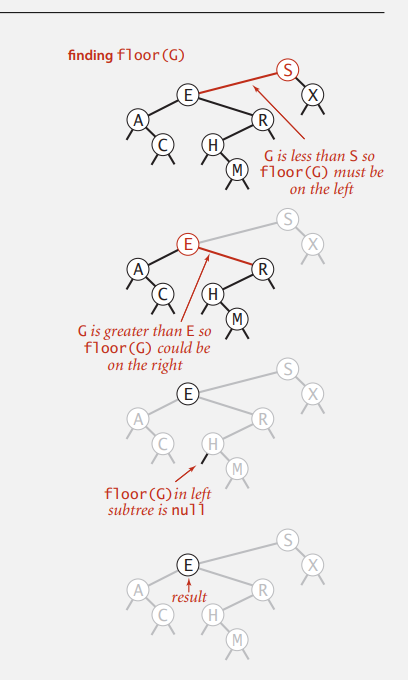 finding floor(G)
S
E
X
A
R
C
H
M
G is less than S so
floor(G) must be
on the left
S
E
X
A
R
C
H
M
G is greater than E so
floor(G) could be
on the right
S
E
X
A
R
C
H
M
floor(G)in left
subtree is null
S
E
X
A
R
result
C
H
M